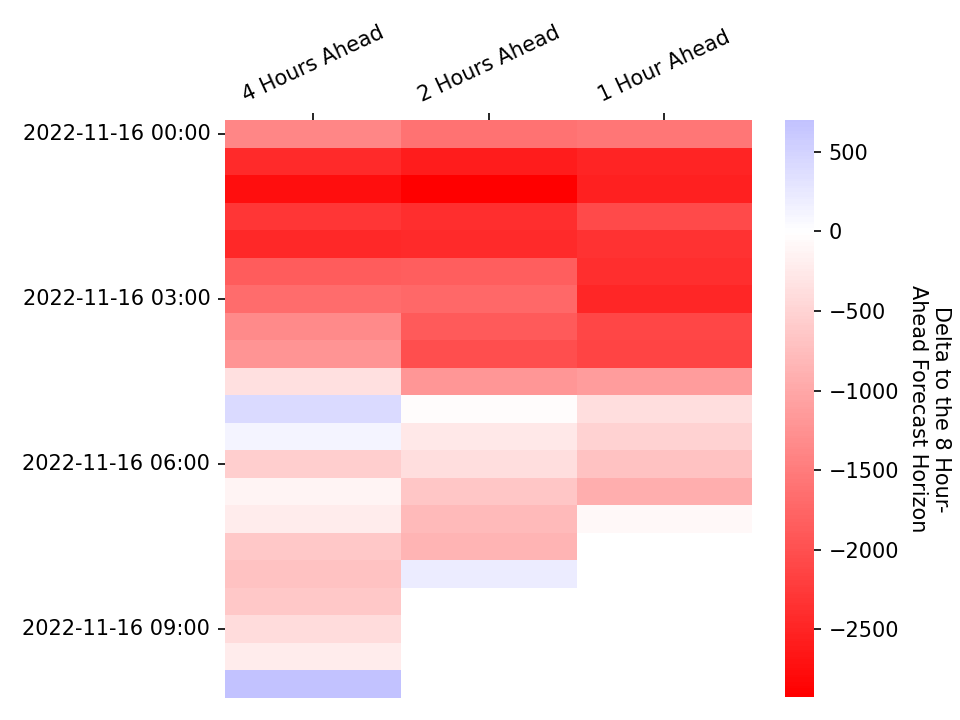 4 Hours Ahead
2 Hours Ahead
1 Hour Ahead
2022-11-16 00:00
2022-11-16 03:00
2022-11-16 06:00
2022-11-16 09:00
500
0
−500
−1000
−1500
−2000
−2500
Delta to the 8 Hour-
Ahead Forecast Horizon